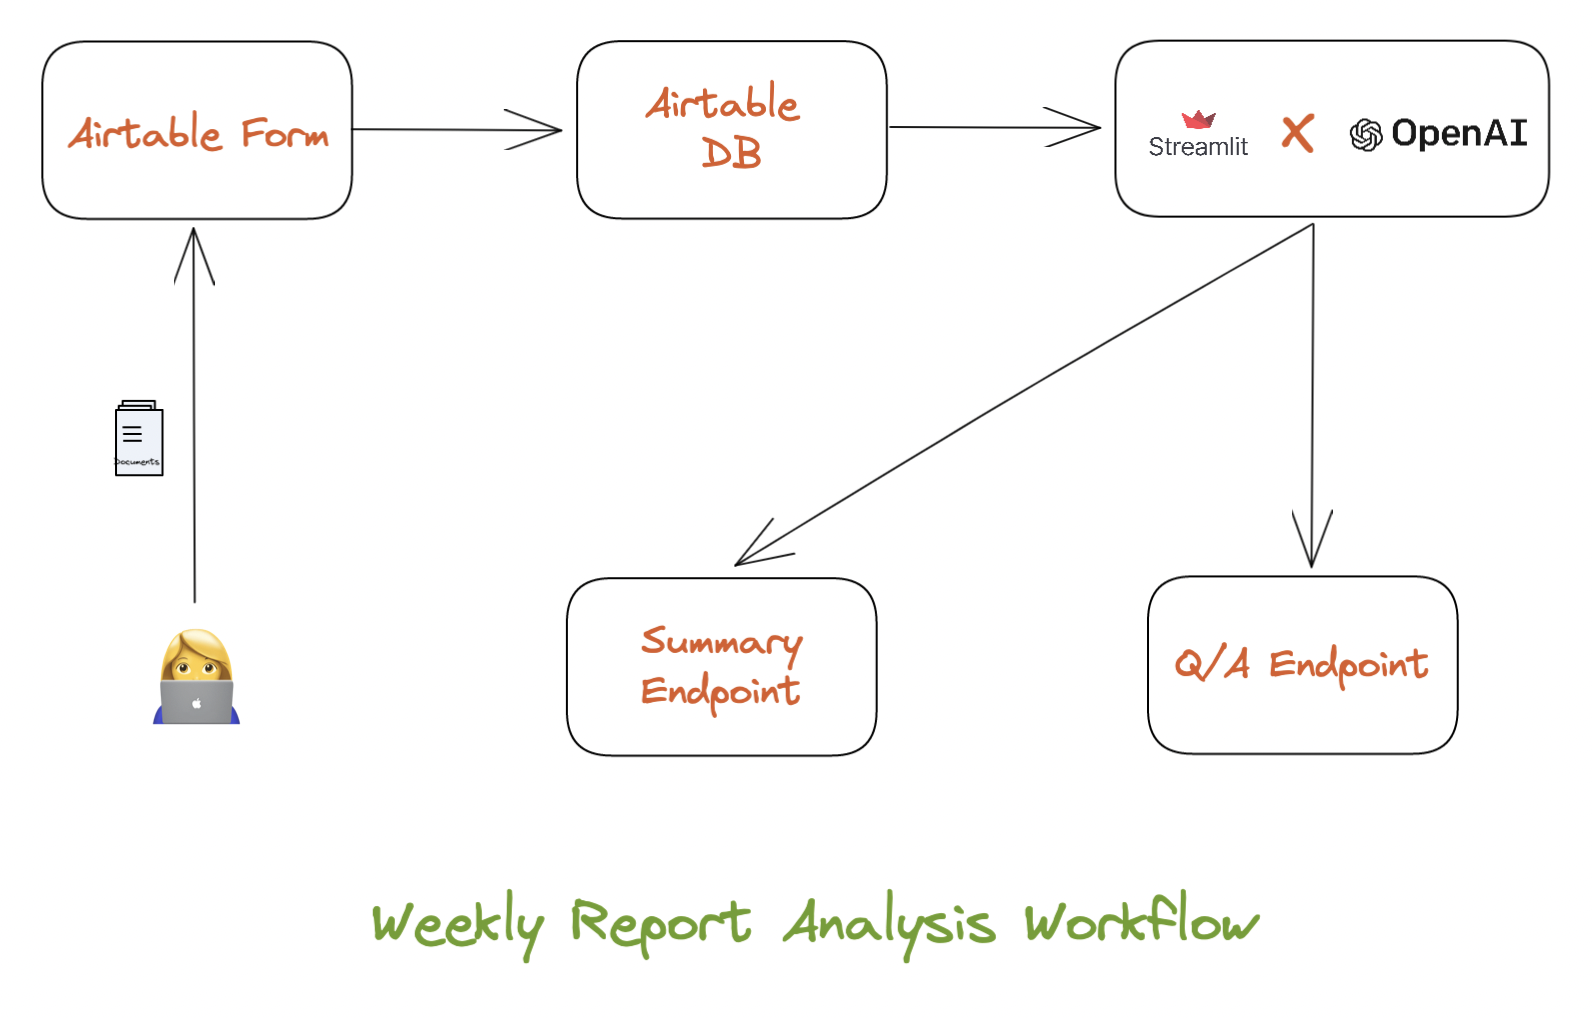 Airtable Form
Airtable
DB
Streamlit X OpenAI
Documents
Summary
Endpoint
Q/A Endpoint
Weekly Report Analysis Workflow